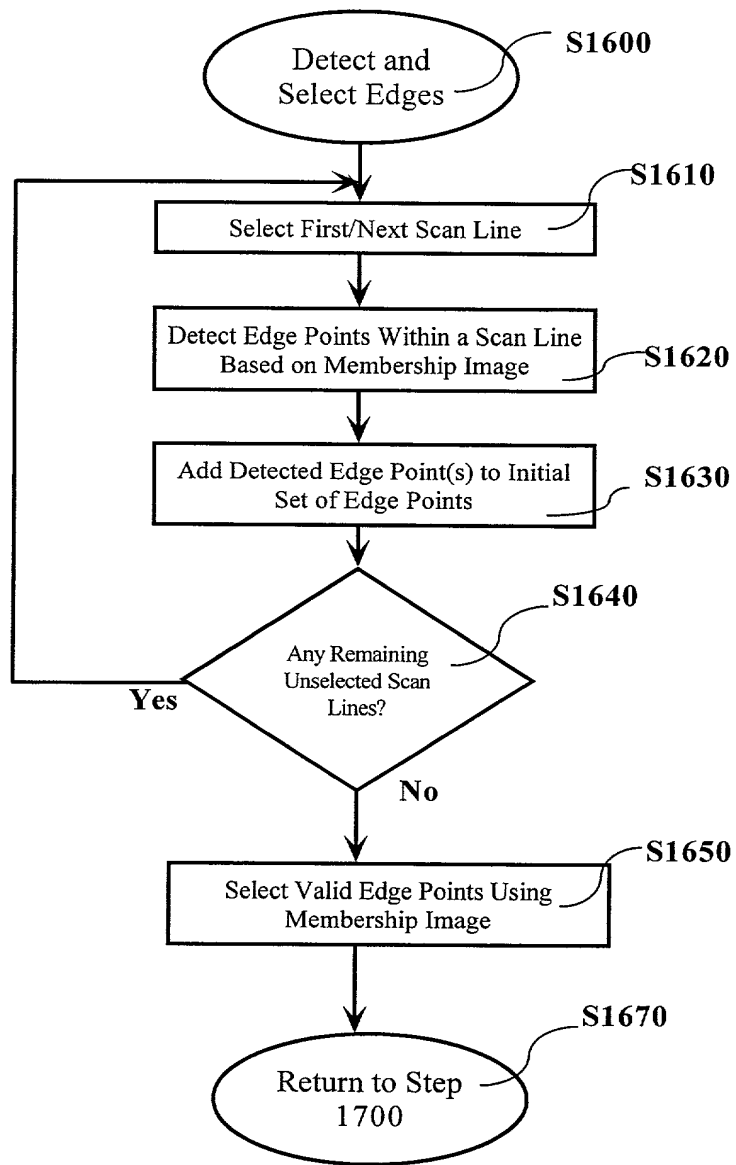 Detect and
Select Edges
S1600
S1610
Select First/Next Scan Line
Detect Edge Points Within a Scan Line
Based on Membership Image
S1620
Add Detected Edge Point(s) to Initial
Set of Edge Points
S1630
S1640
Any Remaining
Unselected Scan
Lines?
Yes
No
S1650
Select Valid Edge Points Using
Membership Image
S1670
Return to Step
1700